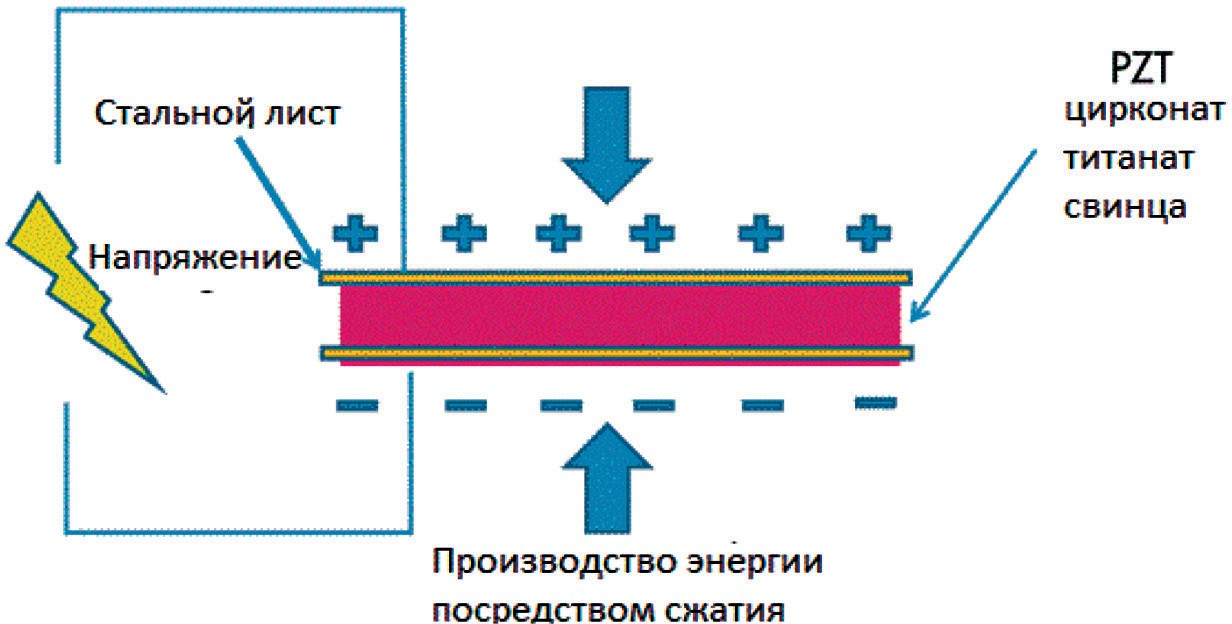 Стальной лист
PZT
цирконат
титанат
свинца
Напряжение
Производство энергии
посредством сжатия